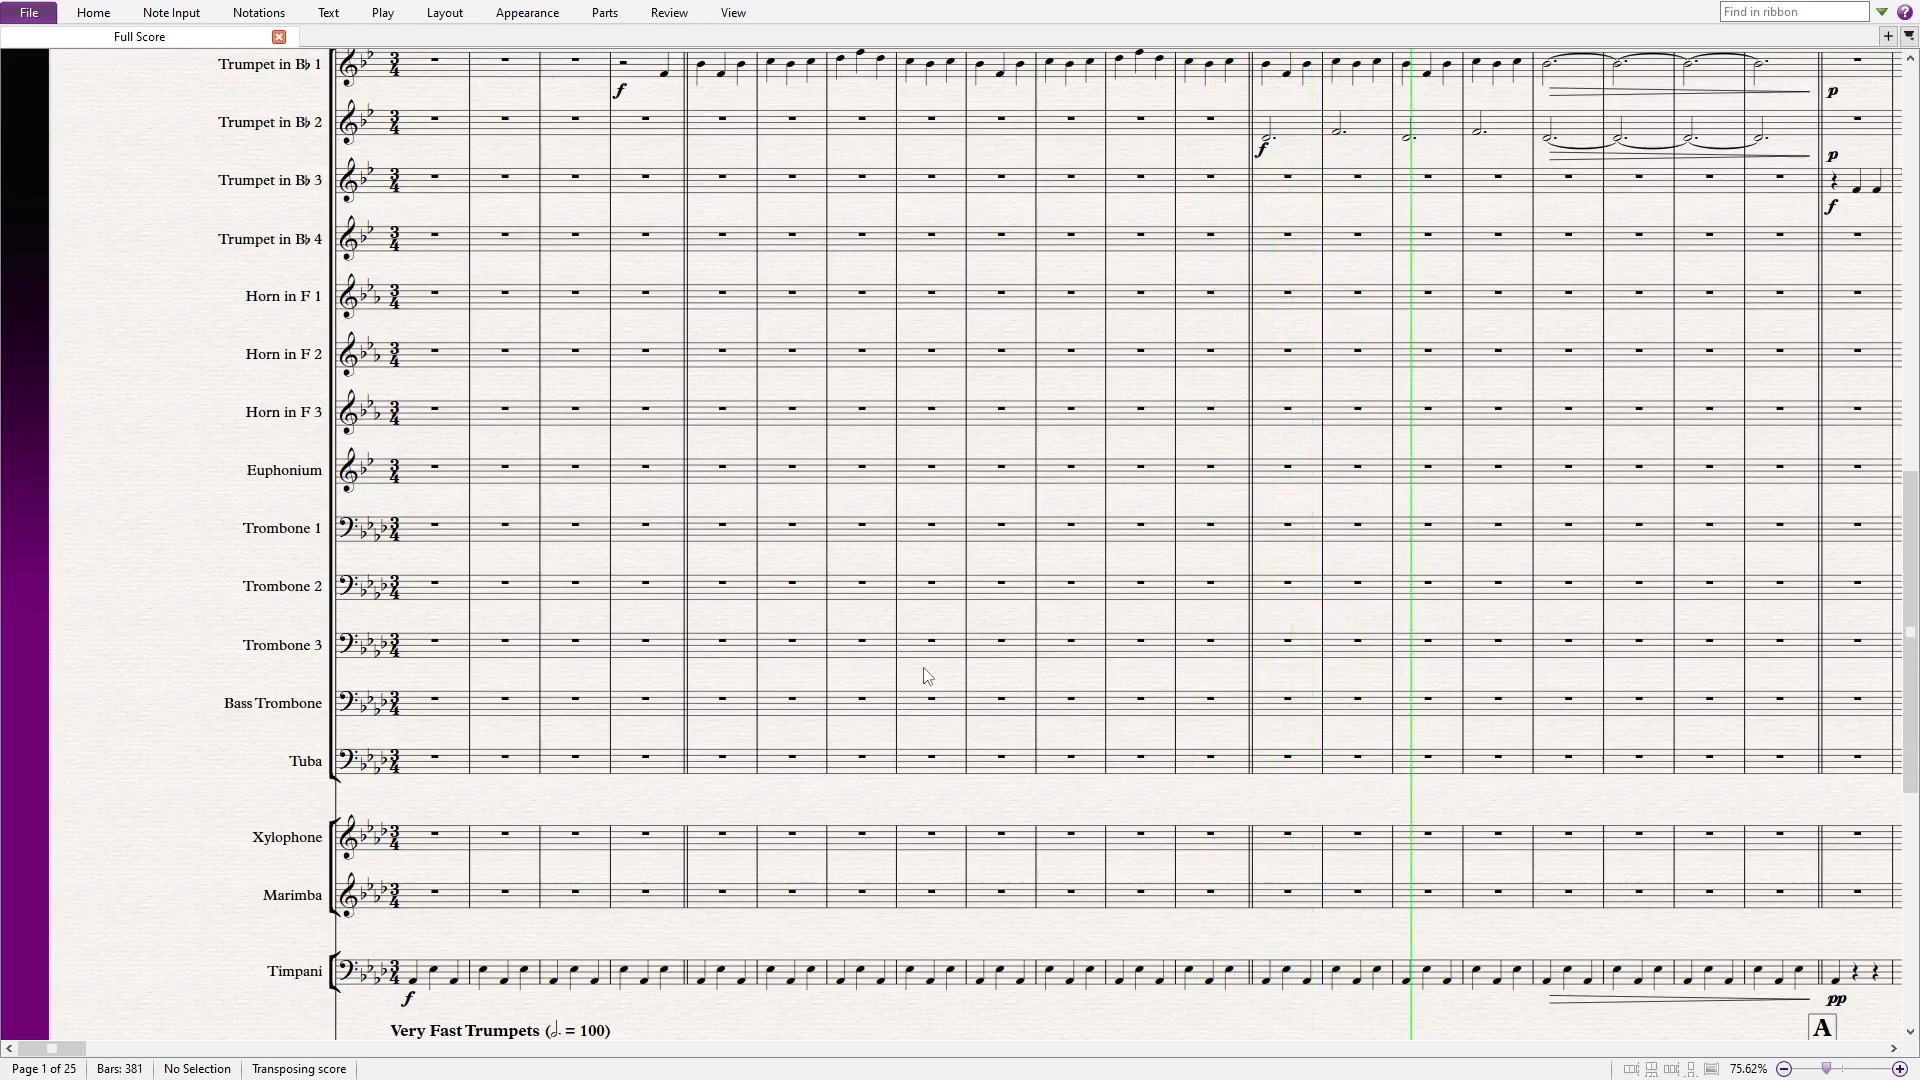 File Home Note Input Notations Text Play Layout Appearance Parts Review View Find in ribbon ?
Full Score
Trumpet in B♭ 1
f
p
Trumpet in B♭ 2
f
p
Trumpet in B♭ 3
f
Trumpet in B♭ 4
Horn in F 1
Horn in F 2
Horn in F 3
Euphonium
Trombone 1
Trombone 2
Trombone 3
Bass Trombone
Tuba
Xylophone
Marimba
Timpani
f
pp
Very Fast Trumpets (𝅗𝅥. = 100)
A
Page 1 of 25 Bars: 381 No Selection Transposing score 75.62%